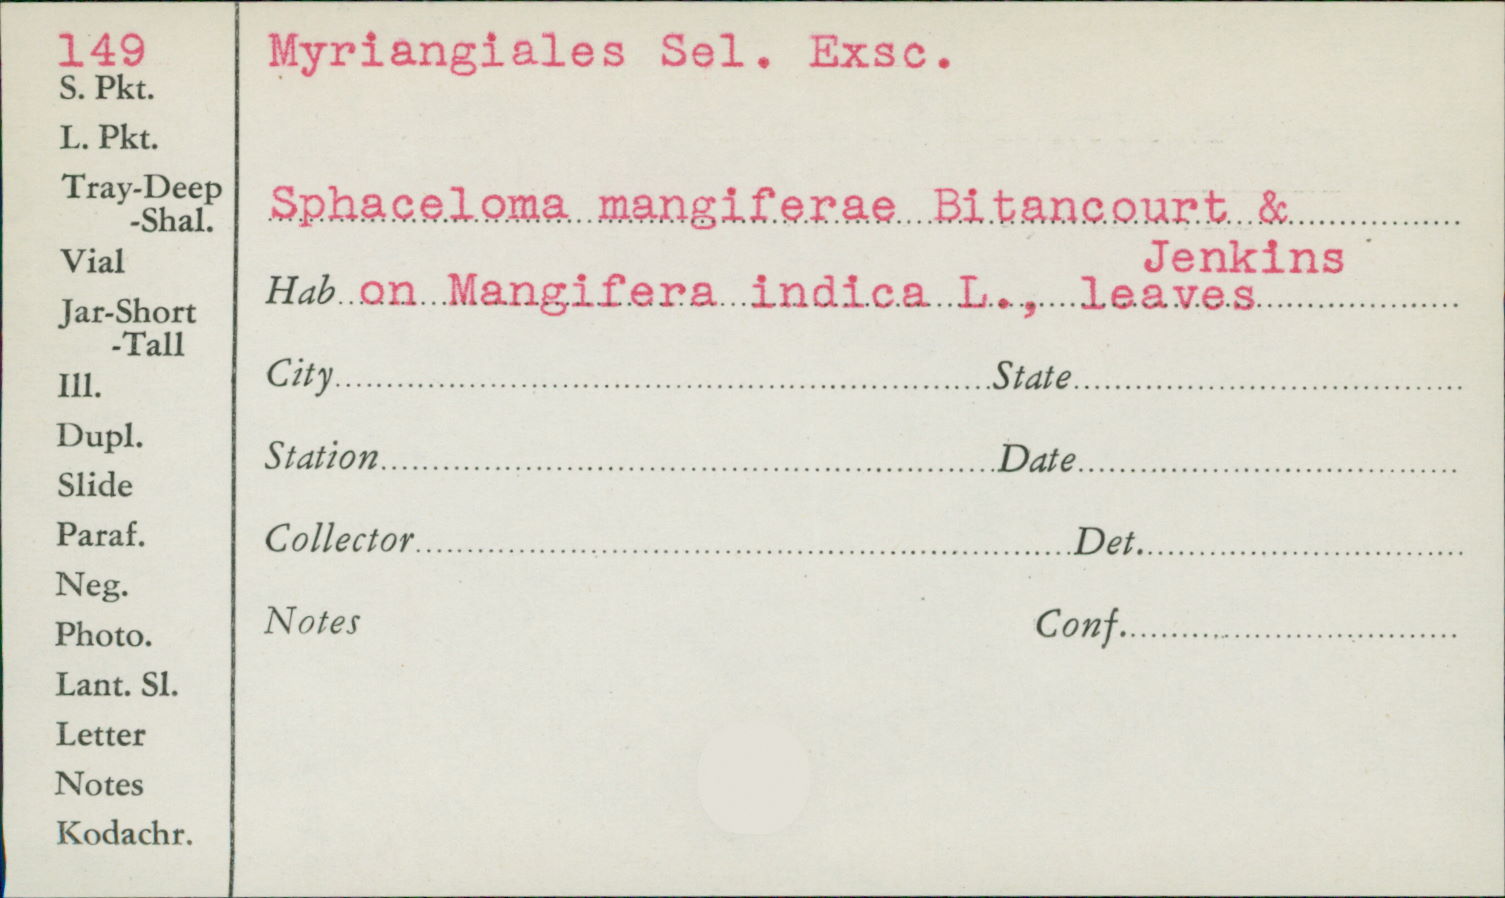 149
S. Pkt.
L. Pkt.
Tray-Deep
-Shal.
Vial
Jar-Short
-Tall
Ill.
Dupl.
Slide
Paraf.
Neg.
Photo.
Lant. Sl.
Letter
Notes
Kodachr.
Myriangiales Sel. Exsc.
Sphaceloma mangiferae Bitancourt &
Jenkins
Hab on Mangifera indica L., leaves
City State
Station Date
Collector Det.
Notes Conf.